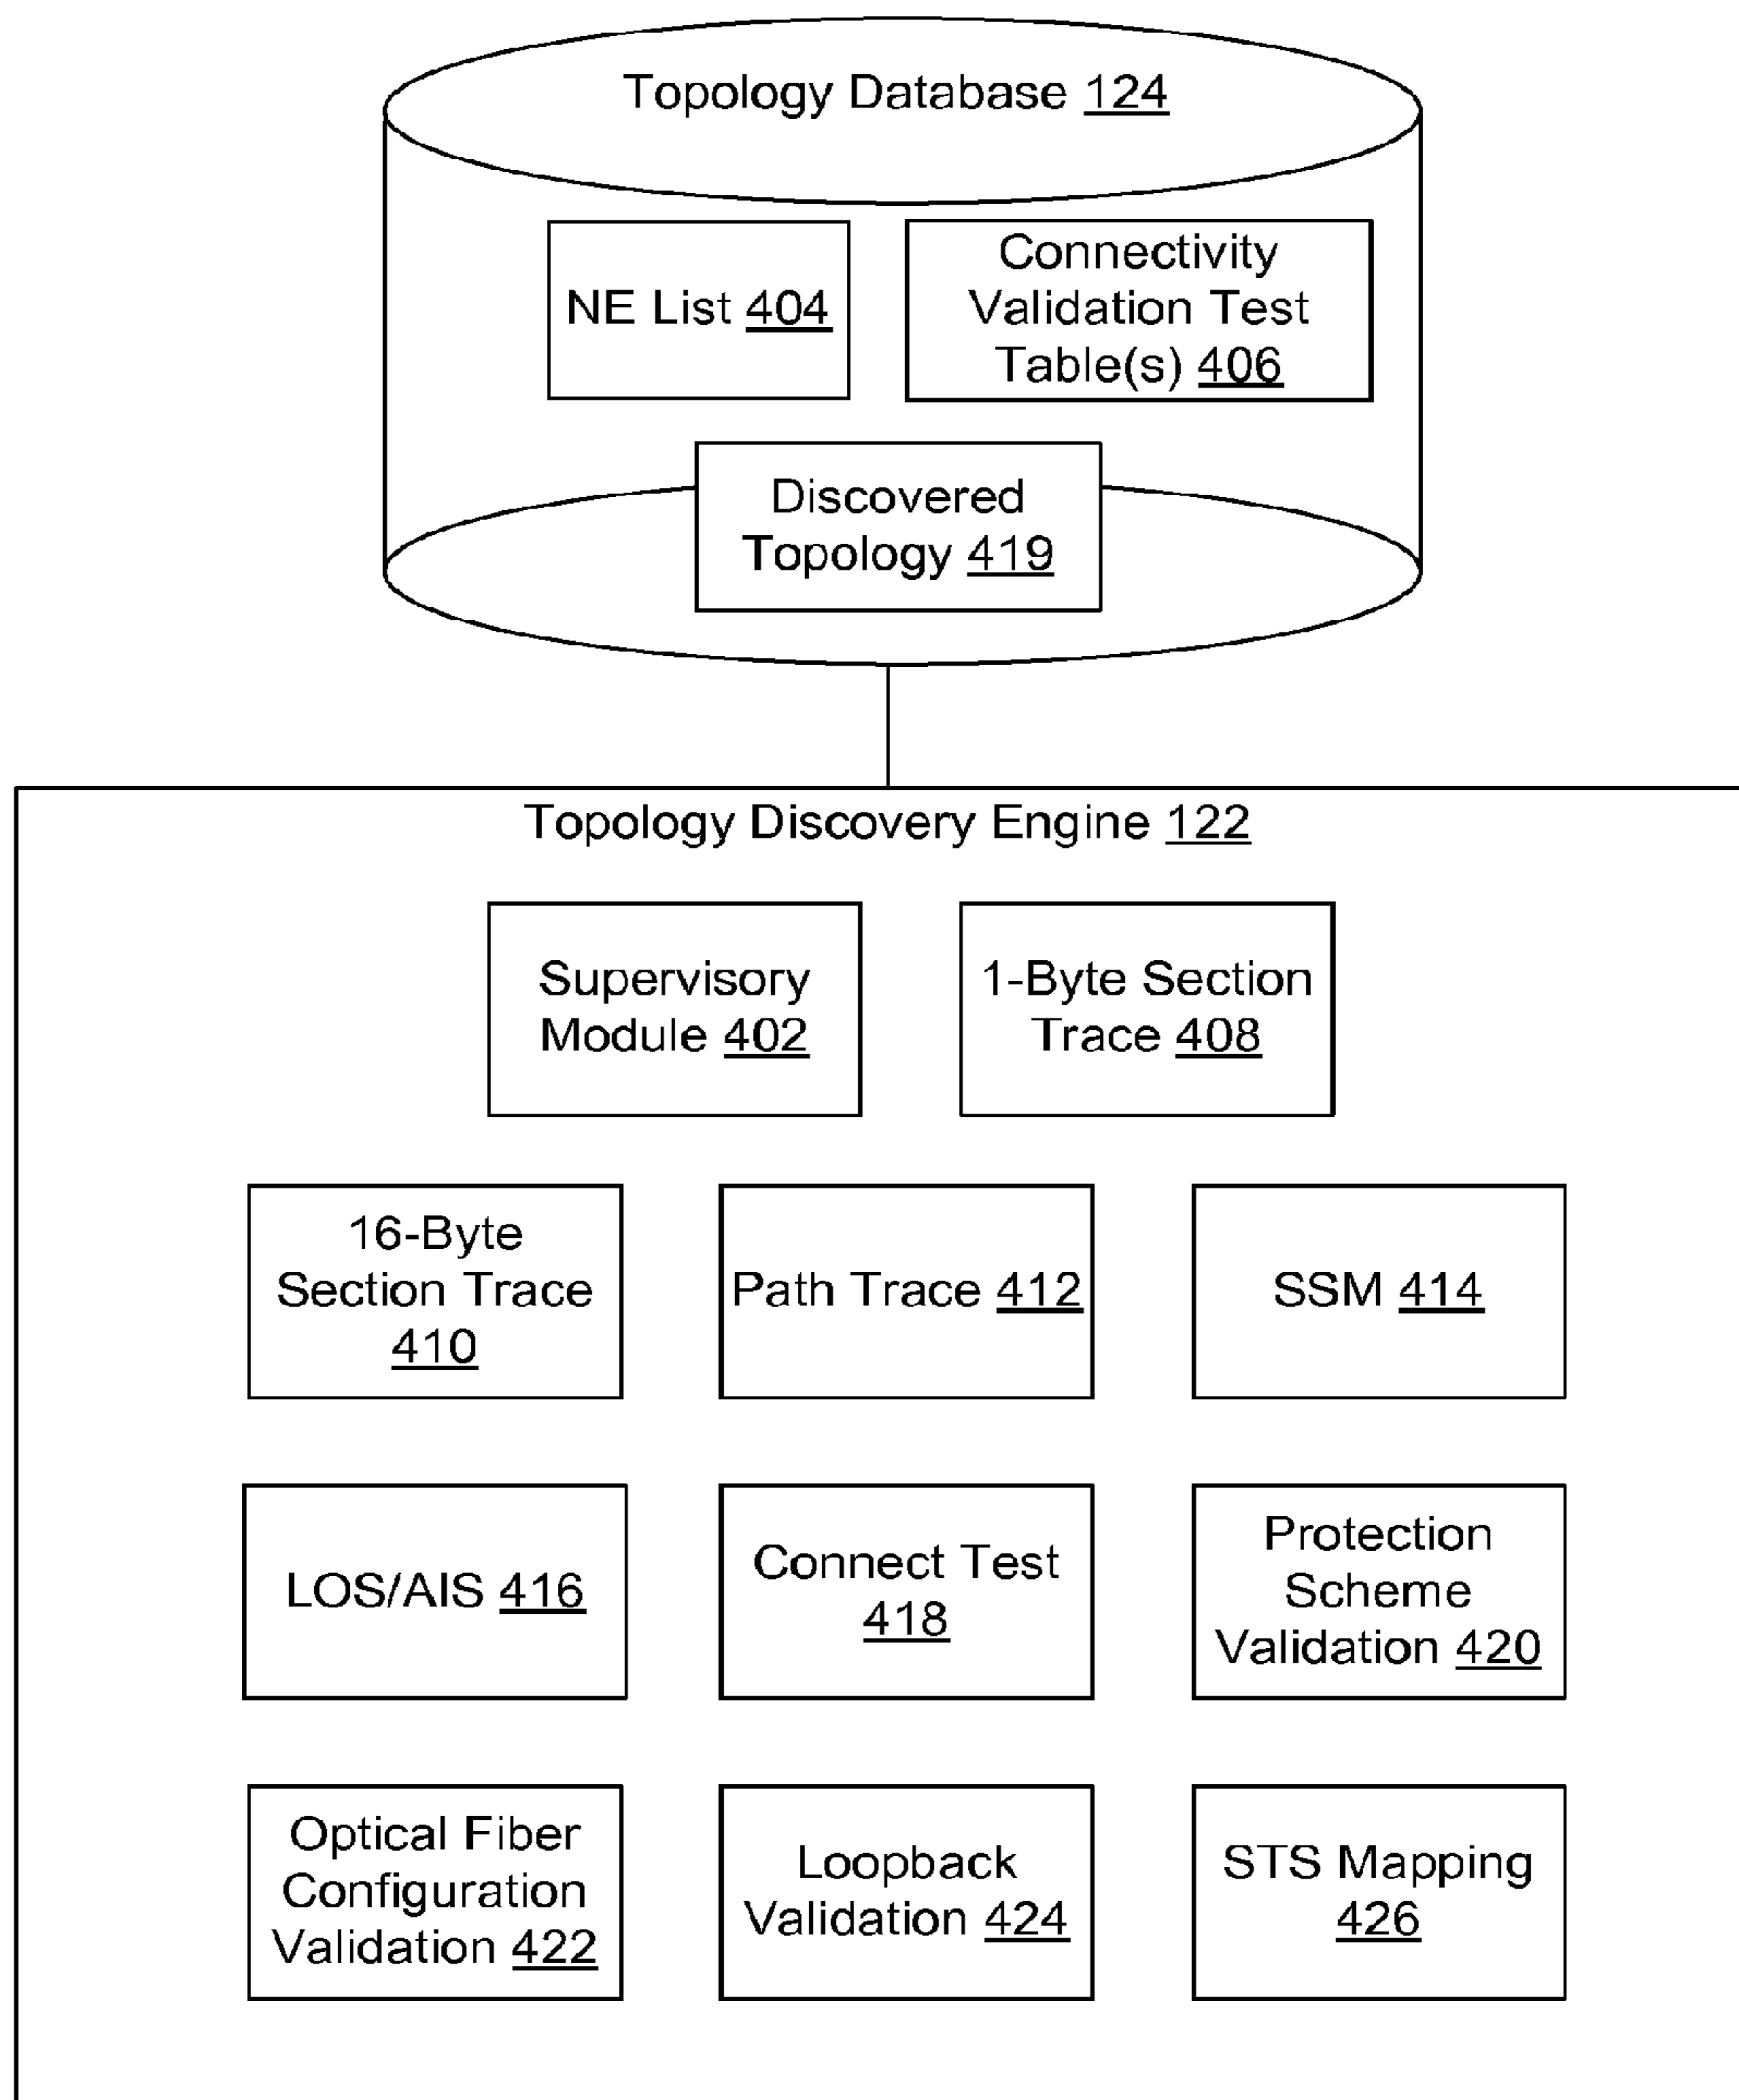 Topology Database 124
NE List 404
Connectivity
Validation Test
Table(s) 406
Discovered
Topology 419
Topology Discovery Engine 122
Supervisory
Module 402
1-Byte Section
Trace 408
16-Byte
Section Trace
410
Path Trace 412
SSM 414
LOS/AIS 416
Connect Test
418
Protection
Scheme
Validation 420
Optical Fiber
Configuration
Validation 422
Loopback
Validation 424
STS Mapping
426